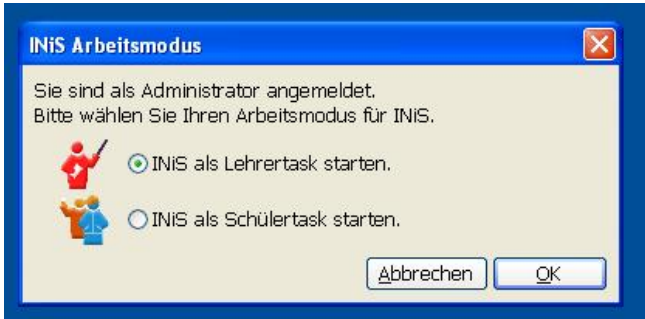 INiS Arbeitsmodus
Sie sind als Administrator angemeldet.
Bitte wählen Sie Ihren Arbeitsmodus für INiS.
INiS als Lehrertask starten.
INiS als Schülertask starten.
Abbrechen OK